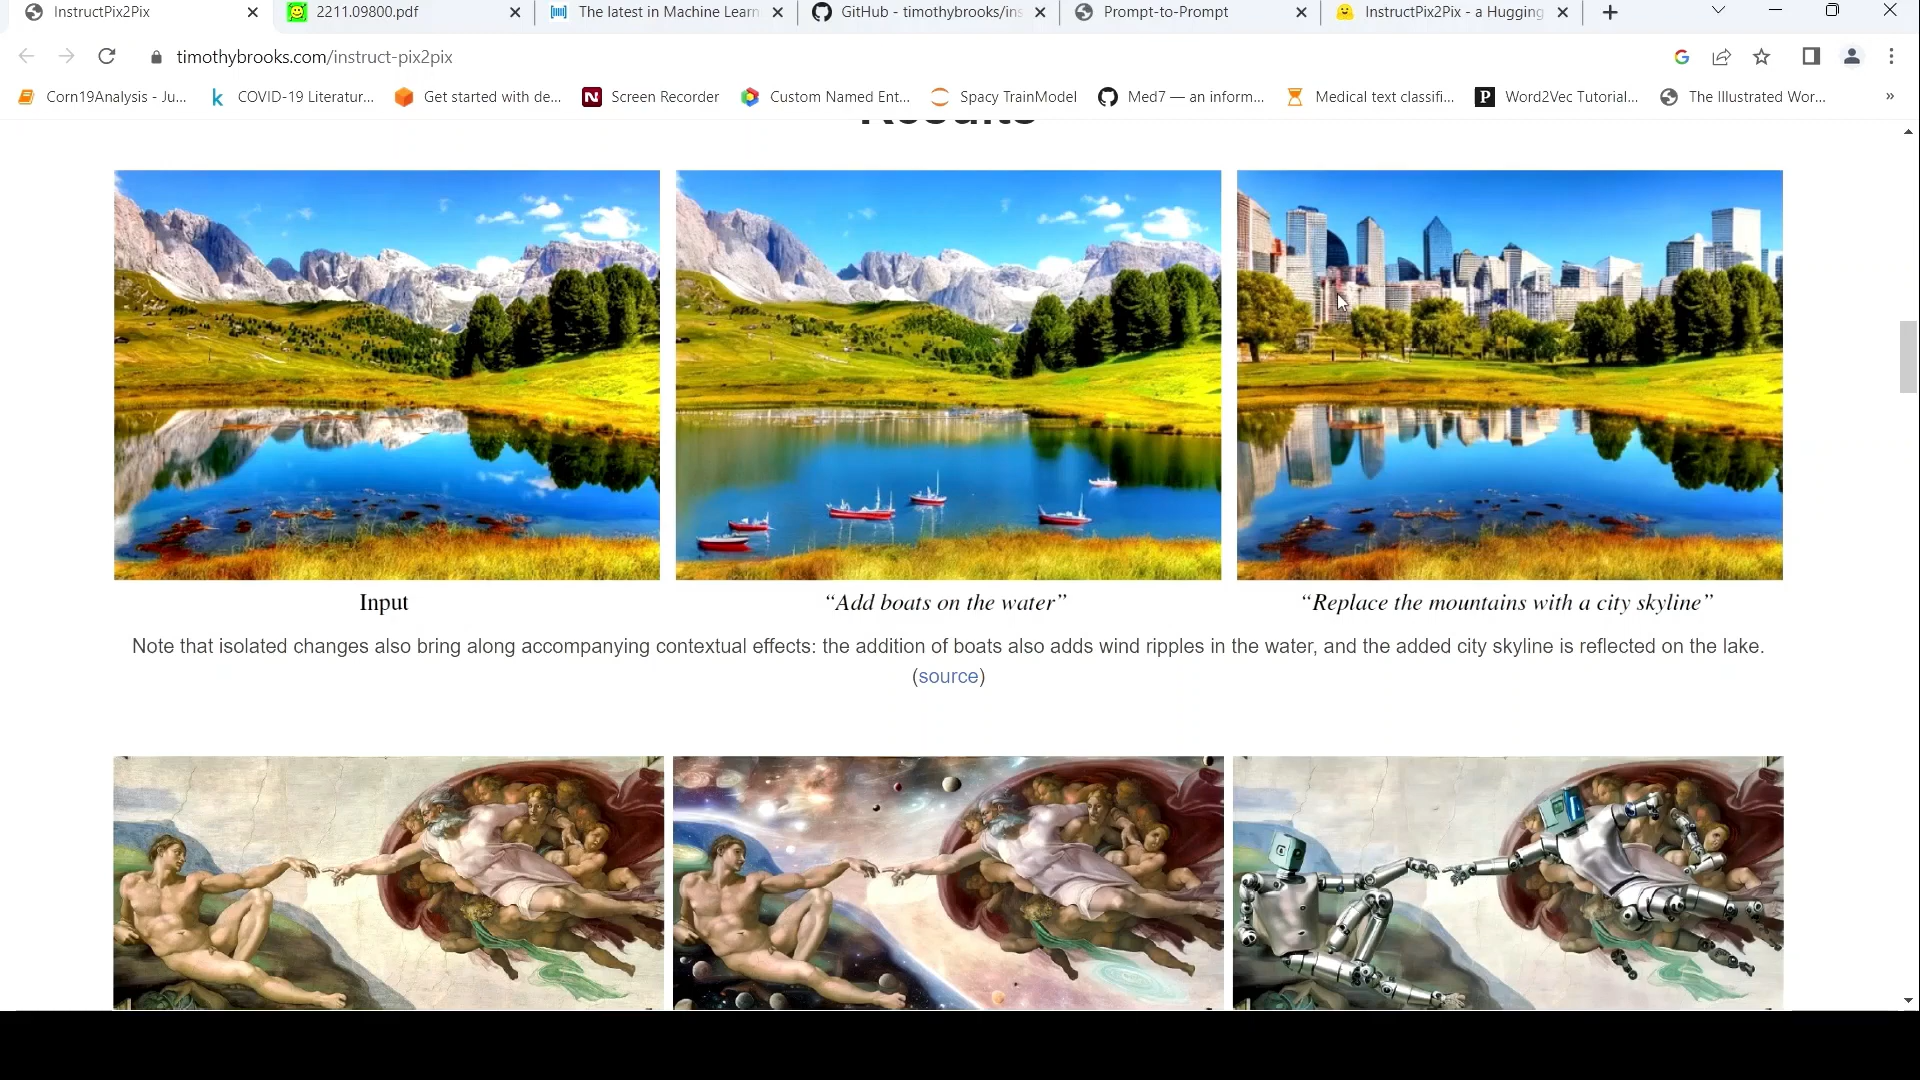 InstructPix2Pix
2211.09800.pdf
The latest in Machine Learn
GitHub - timothybrooks/ins
Prompt-to-Prompt
InstructPix2Pix - a Hugging
timothybrooks.com/instruct-pix2pix
Corn19Analysis - Ju...
COVID-19 Literatur...
Get started with de...
Screen Recorder
Custom Named Ent...
Spacy TrainModel
Med7 — an inform...
Medical text classifi...
Word2Vec Tutorial...
The Illustrated Wor...
»
Results
Input
“Add boats on the water”
“Replace the mountains with a city skyline”
Note that isolated changes also bring along accompanying contextual effects: the addition of boats also adds wind ripples in the water, and the added city skyline is reflected on the lake.
(source)